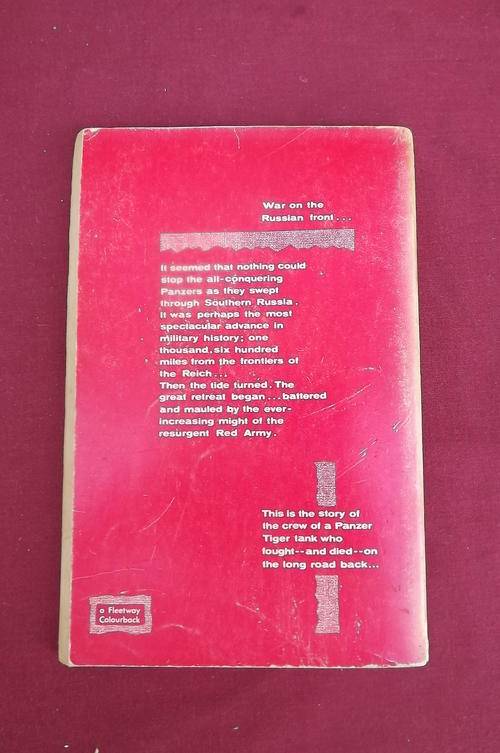 War on the
Russian front...
It seemed that nothing could
stop the all-conquering
Panzers as they swept
through Southern Russia.
It was perhaps the most
spectacular advance in
military history; one
thousand, six hundred
miles from the frontiers of
the Reich...
Then the tide turned. The
great retreat began...battered
and mauled by the ever-
increasing might of the
resurgent Red Army.
This is the story of
the crew of a Panzer
Tiger tank who
fought--and died--on
the long road back...
a Fleetway
Colourback